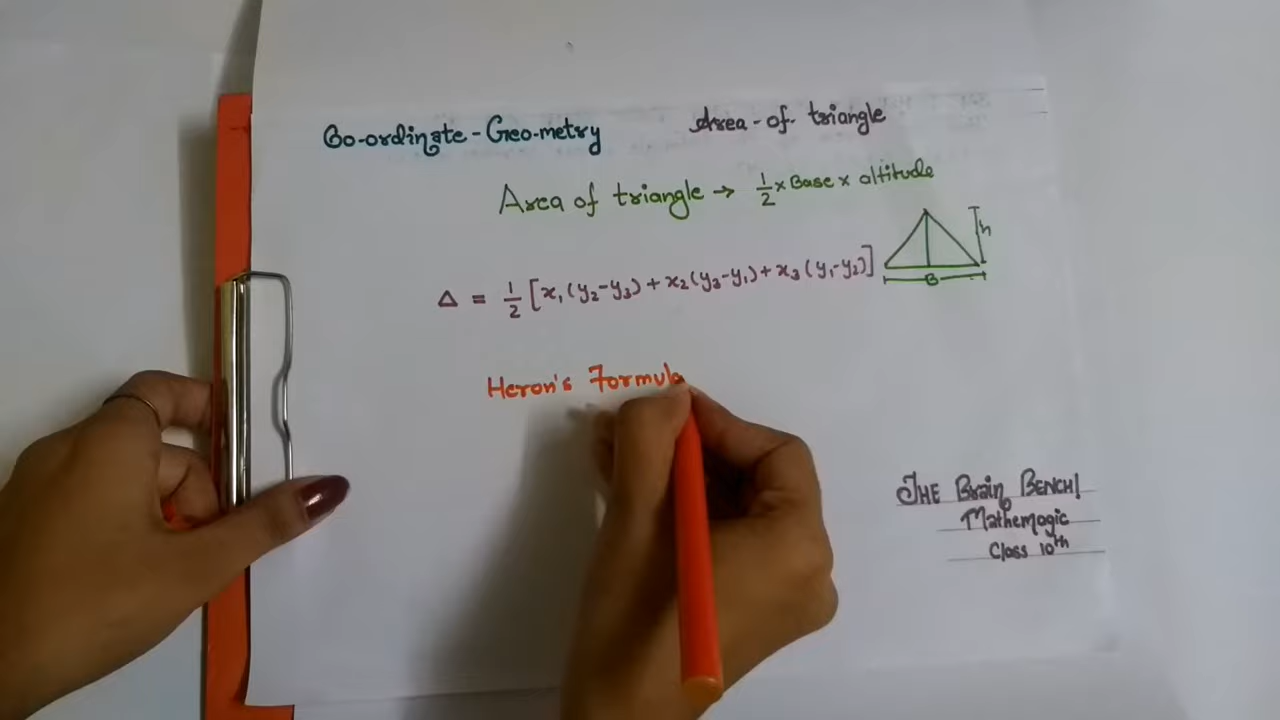 Co-ordinate-Geo-metry Area-of-triangle
Area of triangle → 1/2 × Base × altitude
h
B
Δ = 1/2 [x₁(y₂-y₃) + x₂(y₃-y₁) + x₃(y₁-y₂)]
Heron's Formula
THE Brain BENCH!
Mathemagic
Class 10th